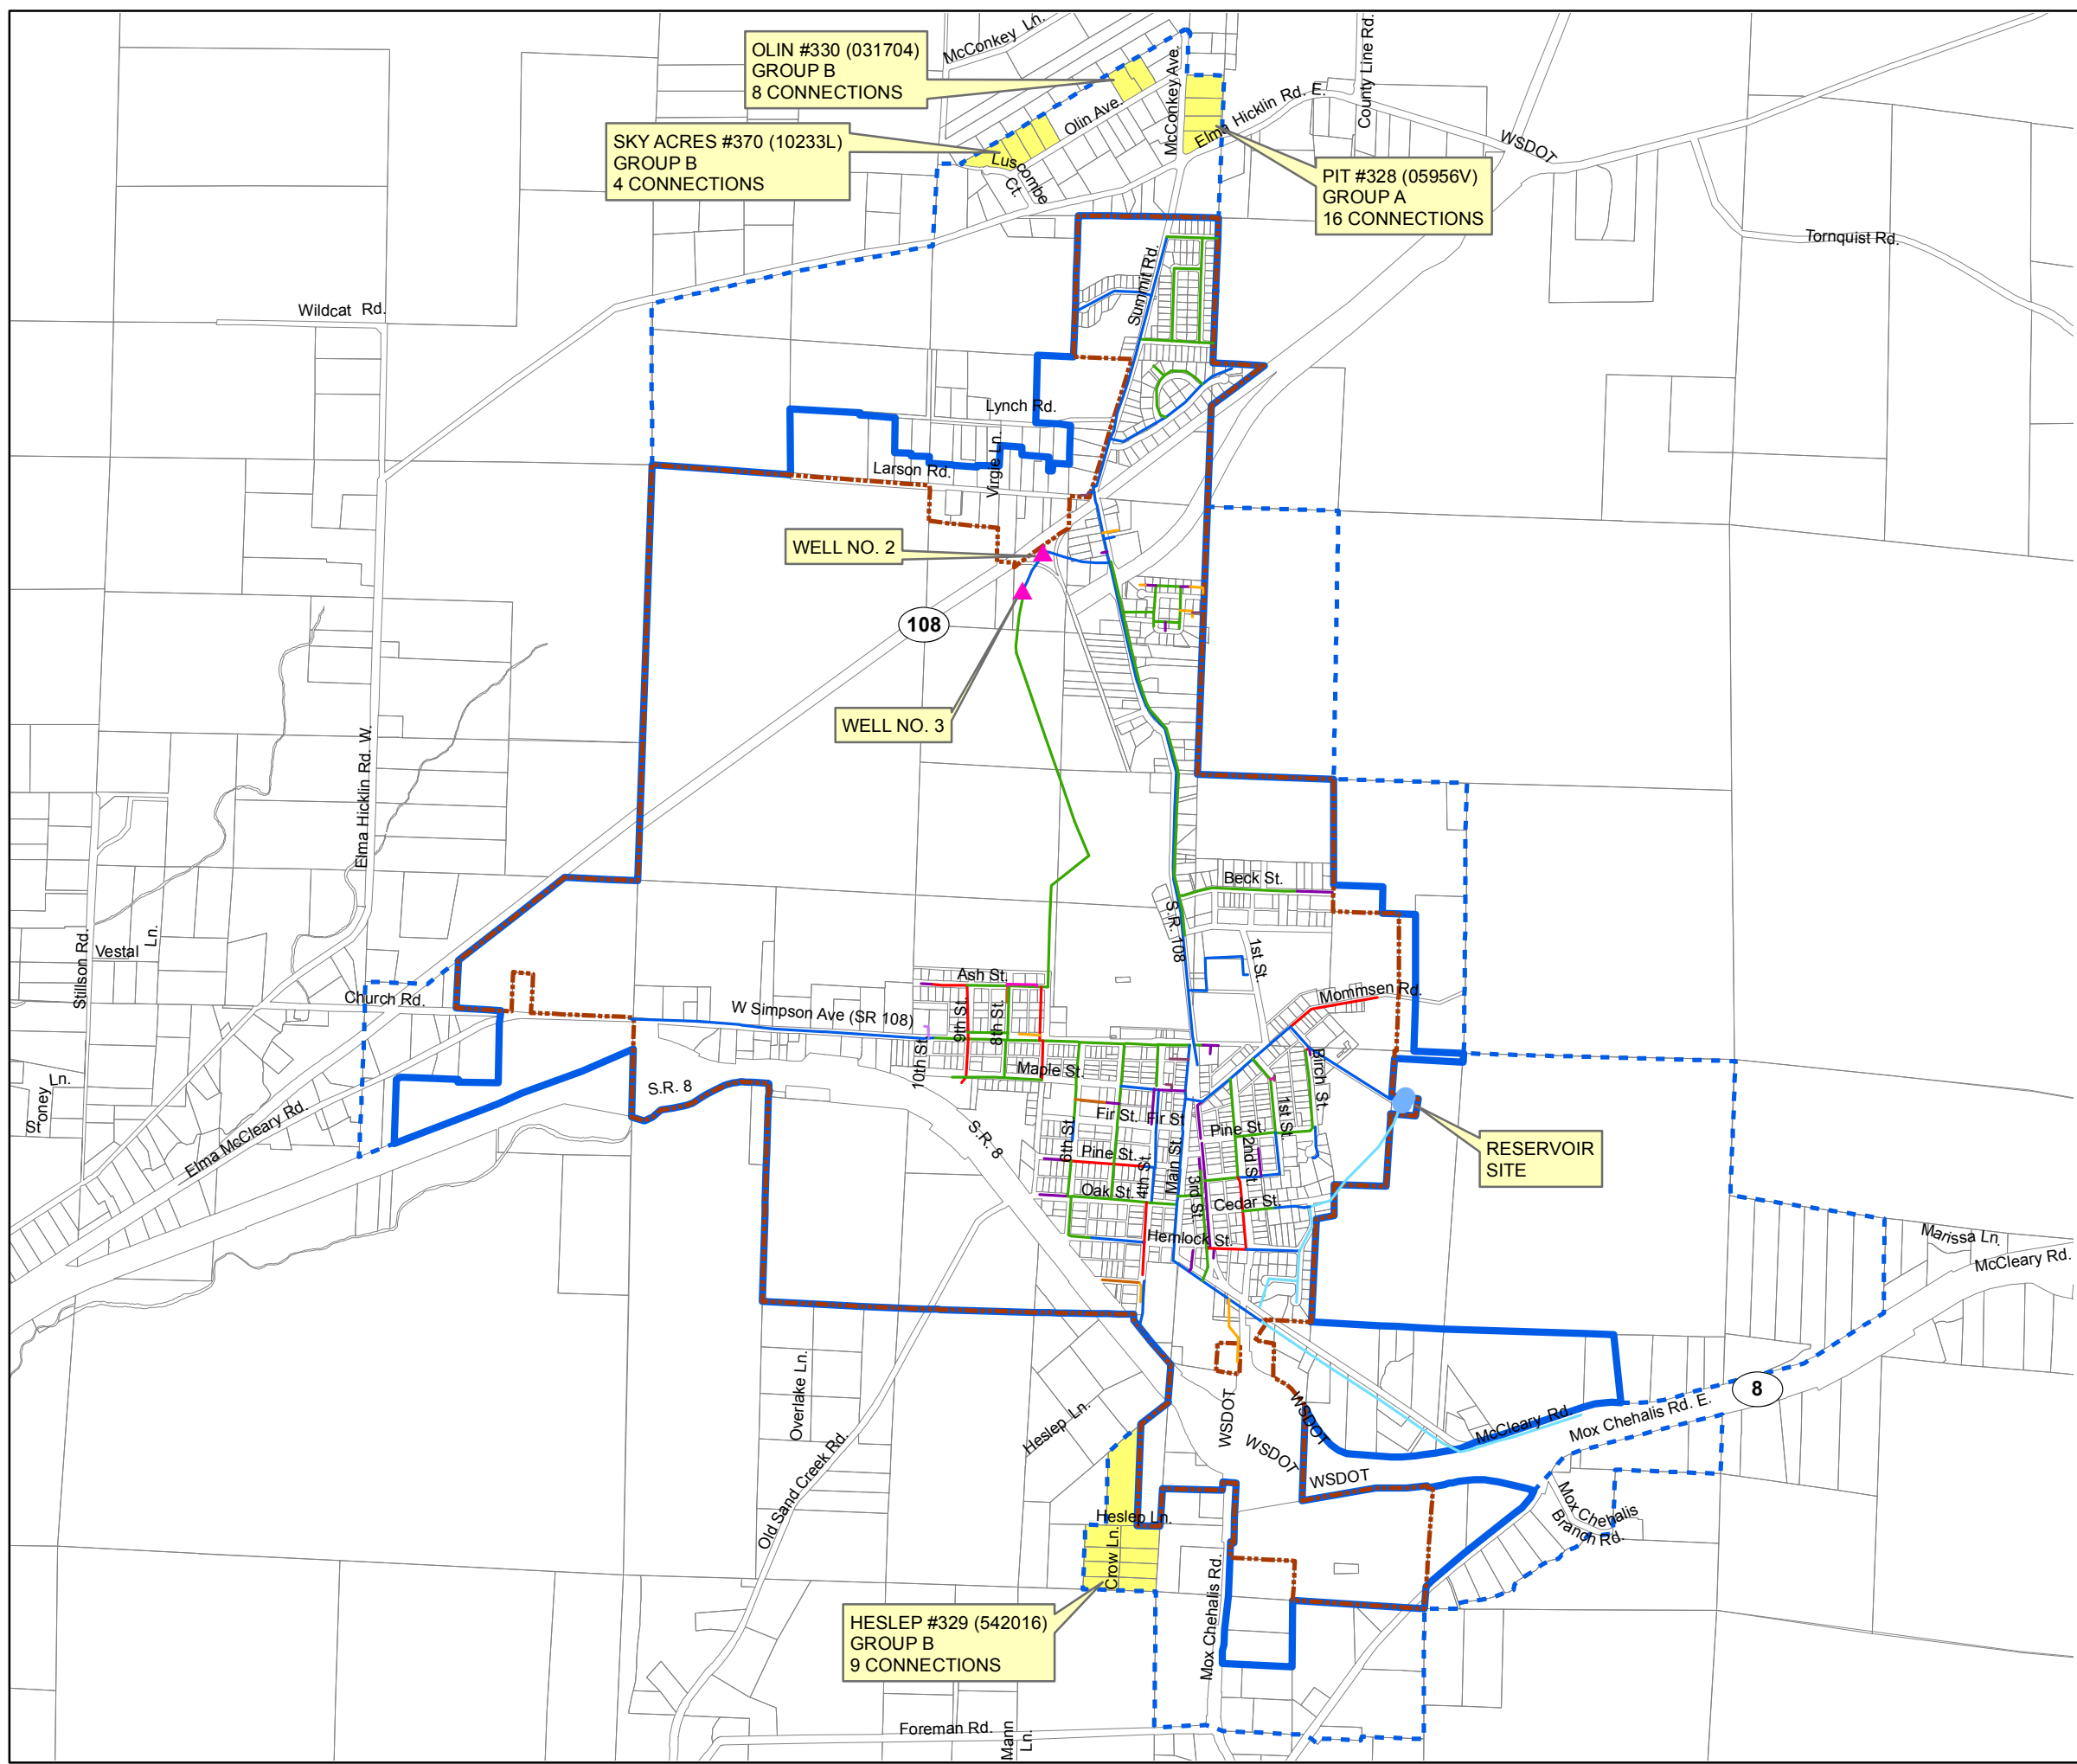 McConkey Ln.
OLIN #330 (031704)
GROUP B
8 CONNECTIONS
McConkey Ave.
County Line Rd.
Olin Ave.
Elma Hicklin Rd. E.
WSDOT
SKY ACRES #370 (10233L)
GROUP B
4 CONNECTIONS
Luscombe
Ct.
PIT #328 (05956V)
GROUP A
16 CONNECTIONS
Tornquist Rd.
Summit Rd.
Wildcat Rd.
Lynch Rd.
Virgie Ln.
Larson Rd.
WELL NO. 2
108
WELL NO. 3
Elma Hicklin Rd. W.
Beck St.
S.R. 108
1st St.
Stillson Rd.
Vestal
Ln.
Church Rd.
Ash St.
Mommsen Rd.
W Simpson Ave (SR 108)
9th St.
8th St.
10th St.
Maple St.
Birch St.
Stoney Ln.
Elma McCleary Rd.
S.R. 8
S.R. 8
Fir St.
Fir St
1st St.
6th St.
Pine St.
Pine St.
2nd St.
4th St.
Main St.
3rd St.
Oak St.
Cedar St.
Hemlock St.
RESERVOIR
SITE
Marissa Ln.
McCleary Rd.
8
Overlake Ln.
Heslep Ln.
Old Sand Creek Rd.
WSDOT
WSDOT
WSDOT
WSDOT
McCleary Rd.
Mox Chehalis Rd. E.
Mox Chehalis
Branch Rd.
Heslep Ln.
Crow Ln.
Mox Chehalis Rd.
HESLEP #329 (542016)
GROUP B
9 CONNECTIONS
Foreman Rd.
Mann
Ln.